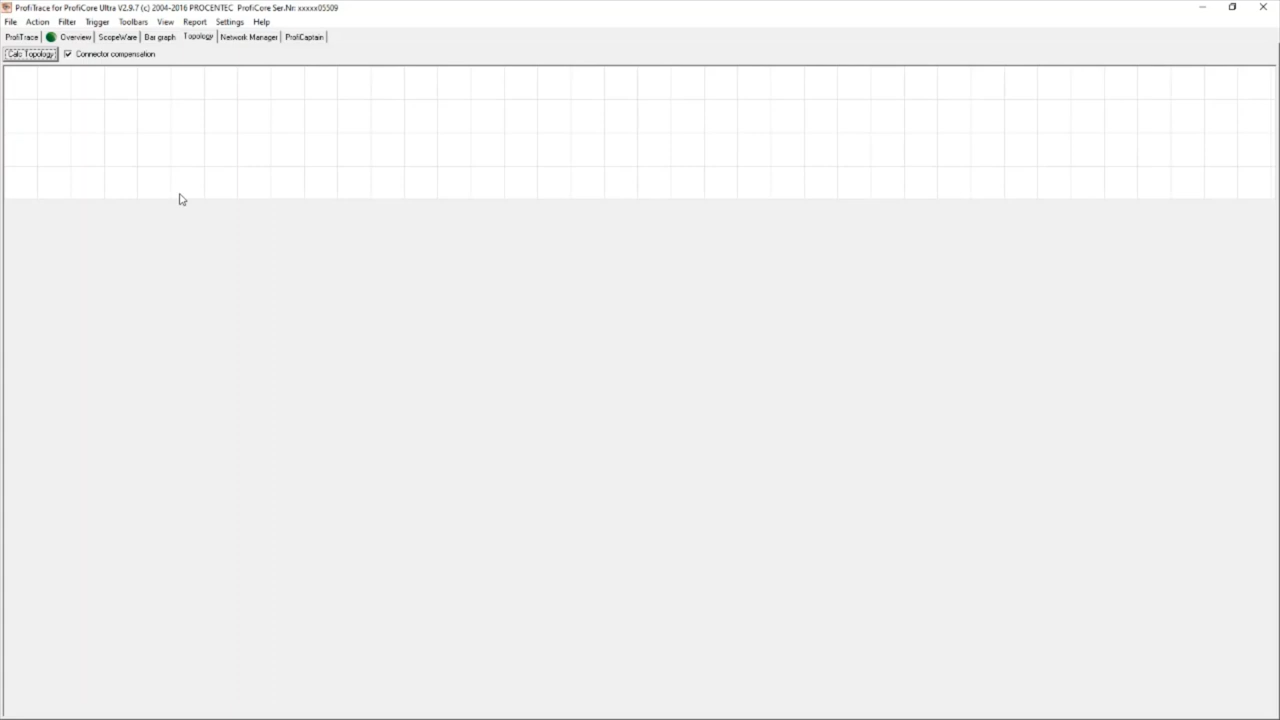 ProfiTrace for ProfiCore Ultra V2.9.7 (c) 2004-2016 PROCENTEC ProfiCore Ser.Nr: xxxxx05509
File Action Filter Trigger Toolbars View Report Settings Help
ProfiTrace Overview ScopeWare Bar graph Topology Network Manager ProfiCaptain
Calc Topology Connector compensation